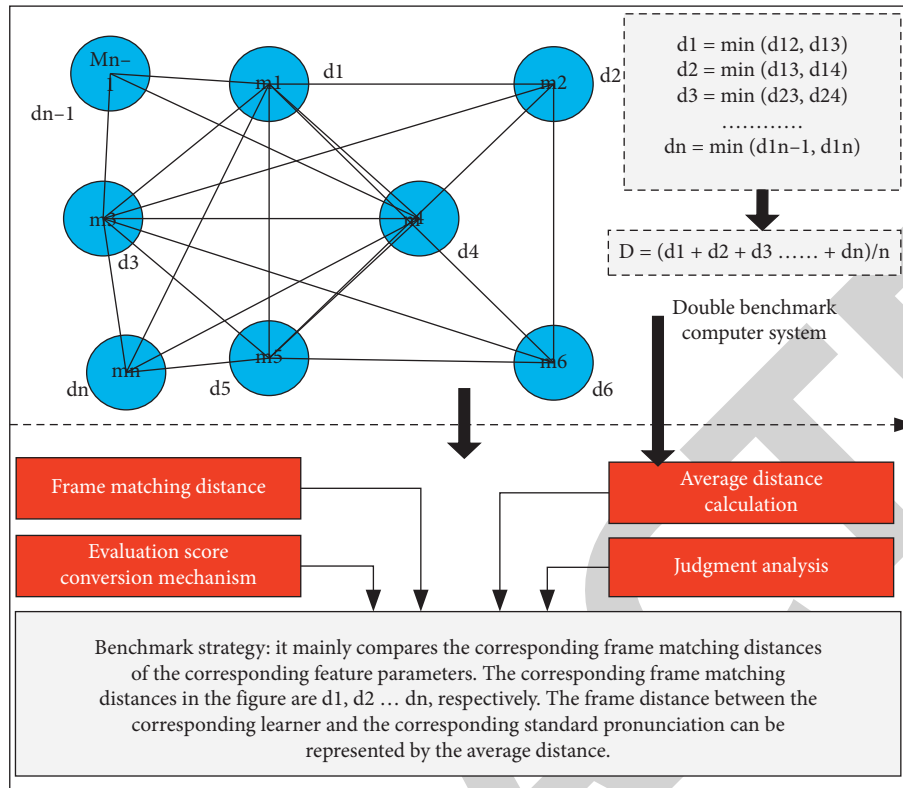 Mn–
1
m1
d1
m2
d2
dn–1
m3
d3
m4
d4
mn
dn
m5
d5
m6
d6
d1 = min (d12, d13)
d2 = min (d13, d14)
d3 = min (d23, d24)
…………
dn = min (d1n–1, d1n)
D = (d1 + d2 + d3 …… + dn)/n
Double benchmark
computer system
Frame matching distance
Average distance
calculation
Evaluation score
conversion mechanism
Judgment analysis
Benchmark strategy: it mainly compares the corresponding frame matching distances
of the corresponding feature parameters. The corresponding frame matching
distances in the figure are d1, d2 … dn, respectively. The frame distance between the
corresponding learner and the corresponding standard pronunciation can be
represented by the average distance.